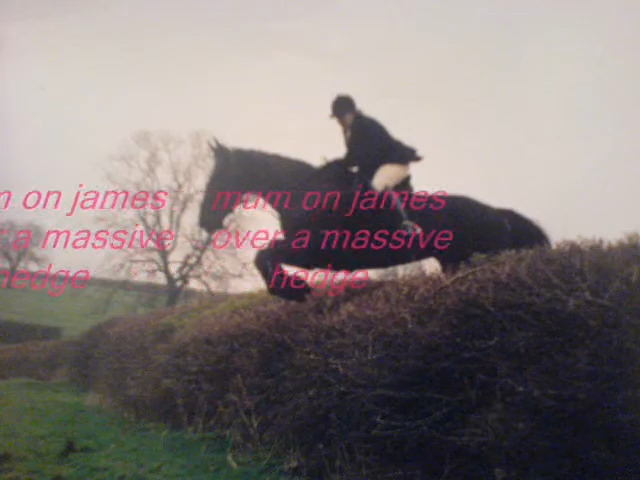 m on james mum on james
a massive over a massive
hedge hedge